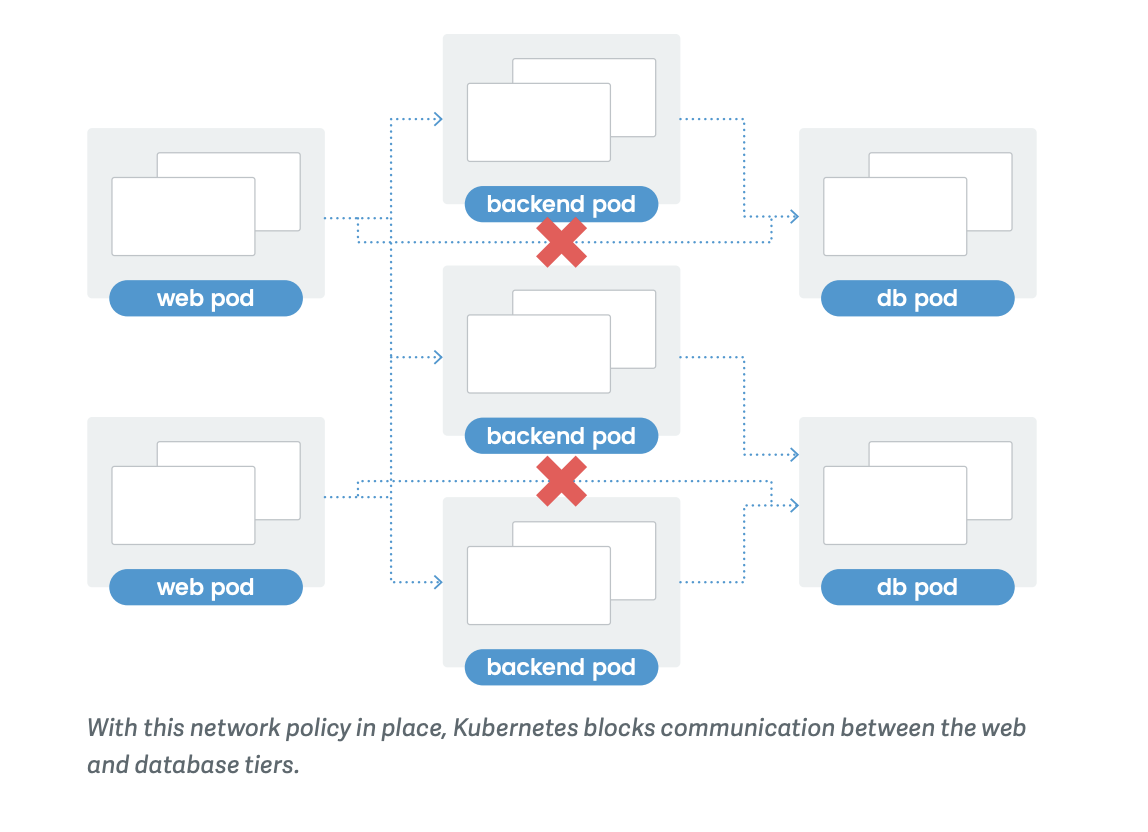 backend pod
web pod
db pod
backend pod
web pod
db pod
backend pod
With this network policy in place, Kubernetes blocks communication between the web
and database tiers.